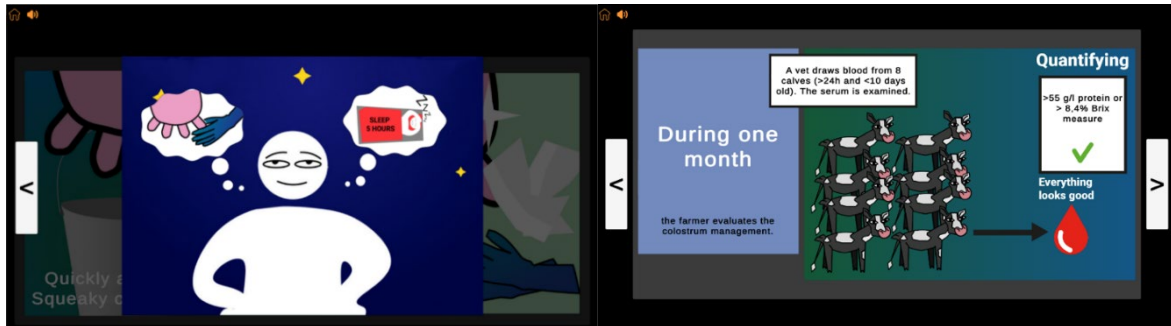 <
SLEEP
5 HOURS
Quickly a
Squeaky c
<
During one
month
the farmer evaluates the
colostrum management.
A vet draws blood from 8
calves (>24h and <10 days
old). The serum is examined.
Quantifying
>55 g/l protein or
> 8,4% Brix
measure
Everything
looks good
>